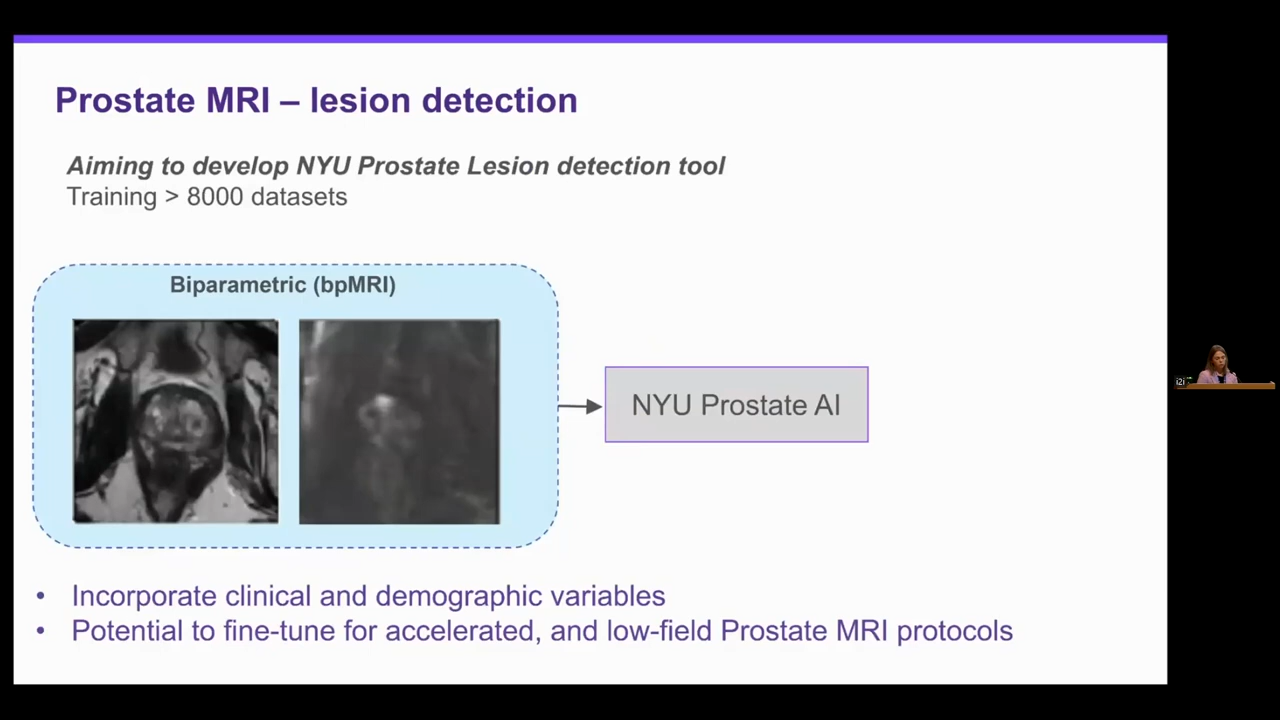 Prostate MRI – lesion detection
Aiming to develop NYU Prostate Lesion detection tool
Training > 8000 datasets
Biparametric (bpMRI)
NYU Prostate AI
• Incorporate clinical and demographic variables
• Potential to fine-tune for accelerated, and low-field Prostate MRI protocols
i2i